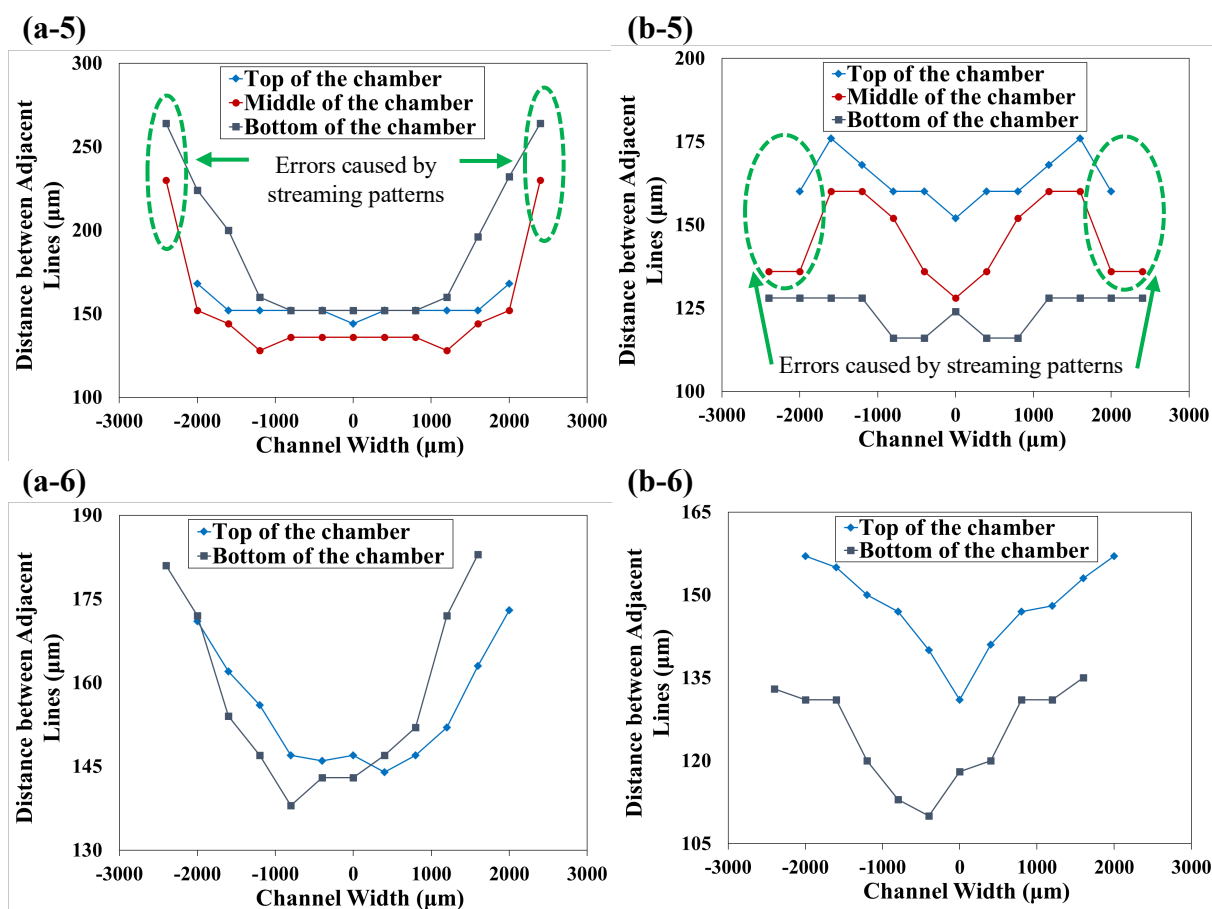 (a-5)
Distance between Adjacent
Lines (µm)
300
250
200
150
100
Top of the chamber
Middle of the chamber
Bottom of the chamber
Errors caused by
streaming patterns
-3000 -2000 -1000 0 1000 2000 3000
Channel Width (µm)
(b-5)
Distance between Adjacent
Lines (µm)
200
175
150
125
100
Top of the chamber
Middle of the chamber
Bottom of the chamber
Errors caused by streaming patterns
-3000 -2000 -1000 0 1000 2000 3000
Channel Width (µm)
(a-6)
Distance between Adjacent
Lines (µm)
190
175
160
145
130
Top of the chamber
Bottom of the chamber
-3000 -2000 -1000 0 1000 2000 3000
Channel Width (µm)
(b-6)
Distance between Adjacent
Lines (µm)
165
150
135
120
105
Top of the chamber
Bottom of the chamber
-3000 -2000 -1000 0 1000 2000 3000
Channel Width (µm)